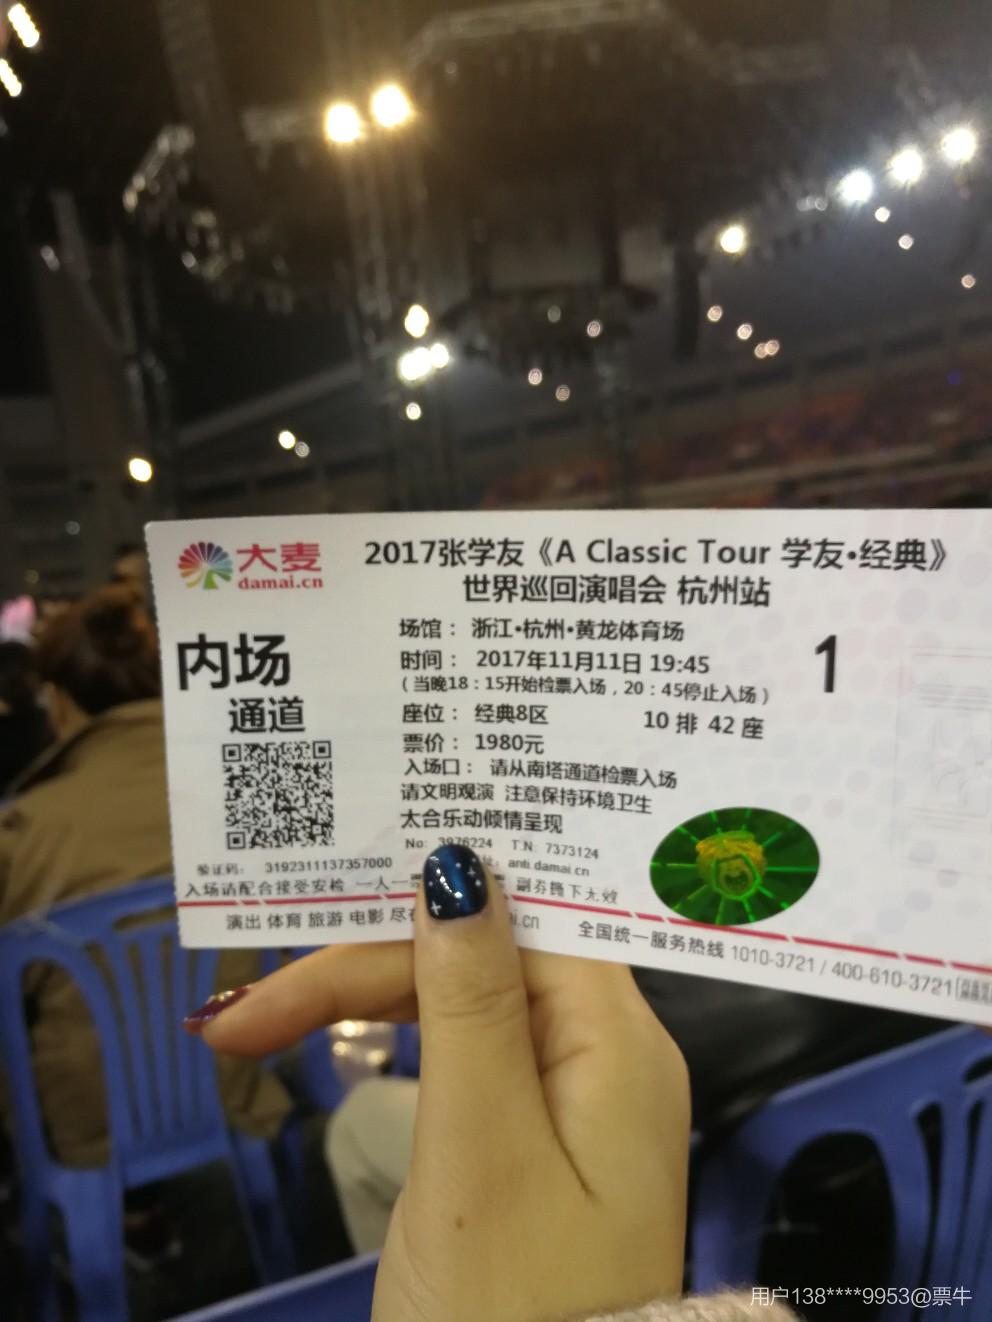 大麦
damai.cn
2017张学友《A Classic Tour 学友•经典》
世界巡回演唱会 杭州站
内场
通道
1
场馆： 浙江•杭州•黄龙体育场
时间： 2017年11月11日 19:45
（当晚18：15开始检票入场，20：45停止入场）
座位： 经典8区 10 排 42 座
票价： 1980元
入场口： 请从南塔通道检票入场
请文明观演 注意保持环境卫生
太合乐动倾情呈现
No: 3976224 T.N: 7373124
验证码： 3192311137357000
址：anti.damai.cn
入场请配合接受安检 一人一 副券撕下无效
演出 体育 旅游 电影 尽在 ai.cn
全国统一服务热线 1010-3721 / 400-610-3721
用户138****9953@票牛